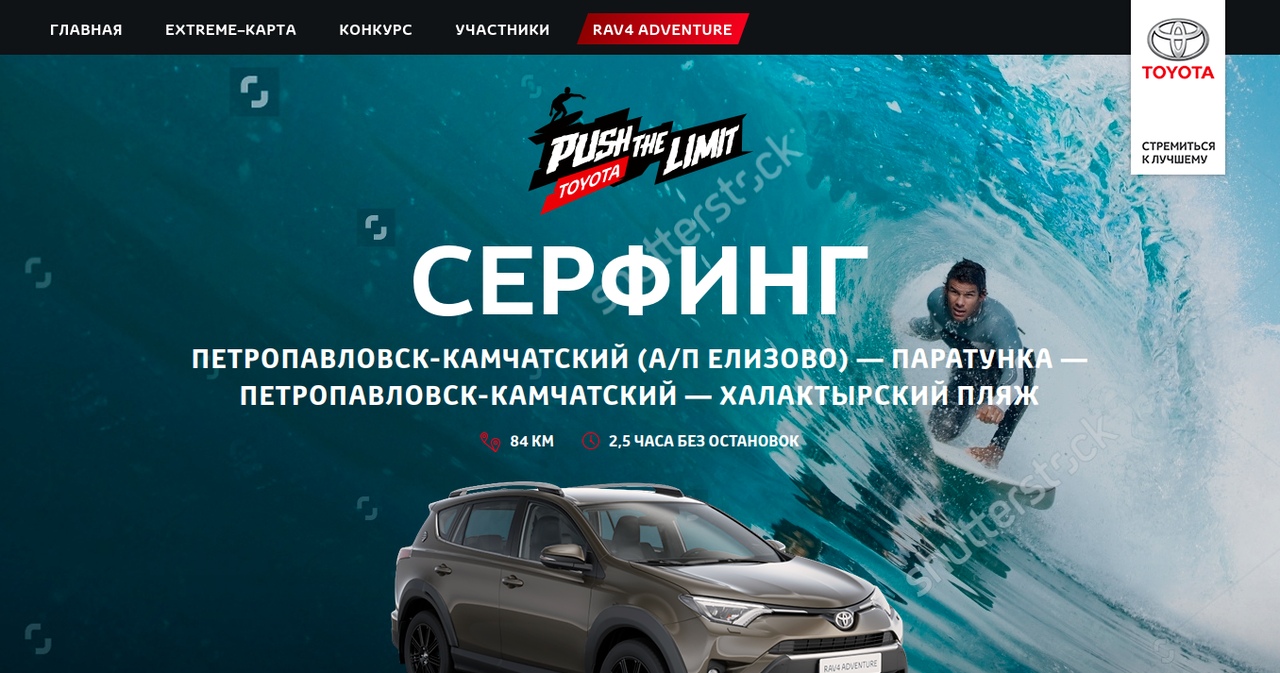 ГЛАВНАЯ
EXTREME-КАРТА
КОНКУРС
УЧАСТНИКИ
RAV4 ADVENTURE
TOYOTA
СТРЕМИТЬСЯ
К ЛУЧШЕМУ
PUSH THE LIMIT
TOYOTA
shutterstock
СЕРФИНГ
ПЕТРОПАВЛОВСК-КАМЧАТСКИЙ (А/П ЕЛИЗОВО) — ПАРАТУНКА —
ПЕТРОПАВЛОВСК-КАМЧАТСКИЙ — ХАЛАКТЫРСКИЙ ПЛЯЖ
84 КМ
2,5 ЧАСА БЕЗ ОСТАНОВОК
shutterstock
RAV4 ADVENTURE